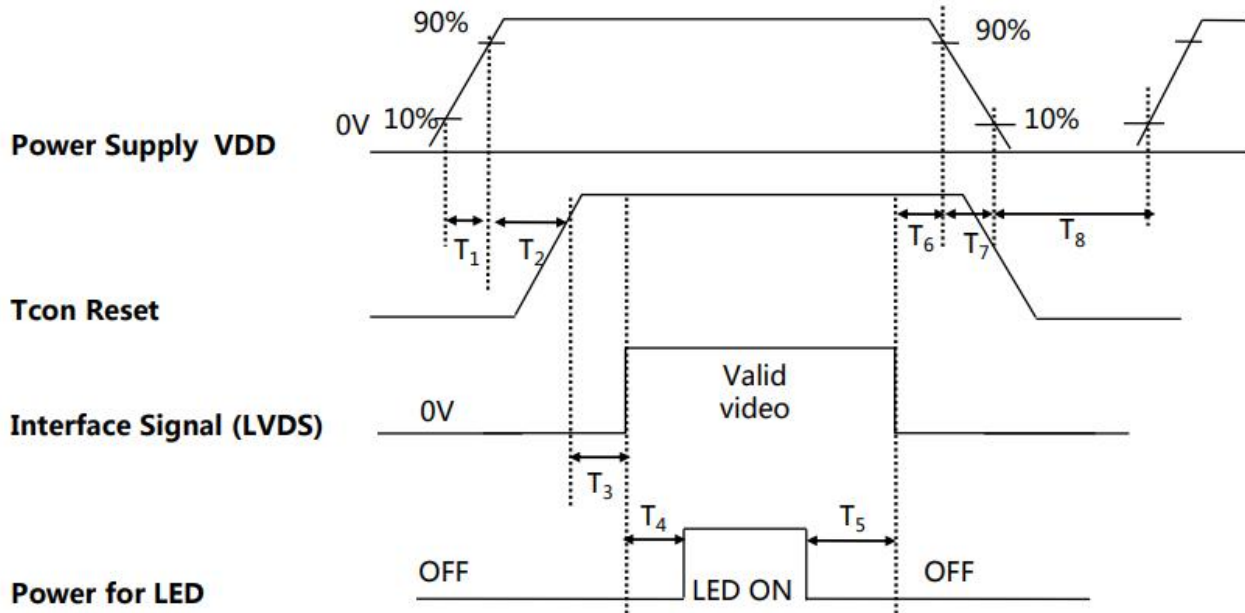 90%
90%
0V 10%
10%
Power Supply VDD
T1
T2
T6
T7
T8
Tcon Reset
Valid
video
0V
Interface Signal (LVDS)
T3
T4
T5
OFF
LED ON
OFF
Power for LED